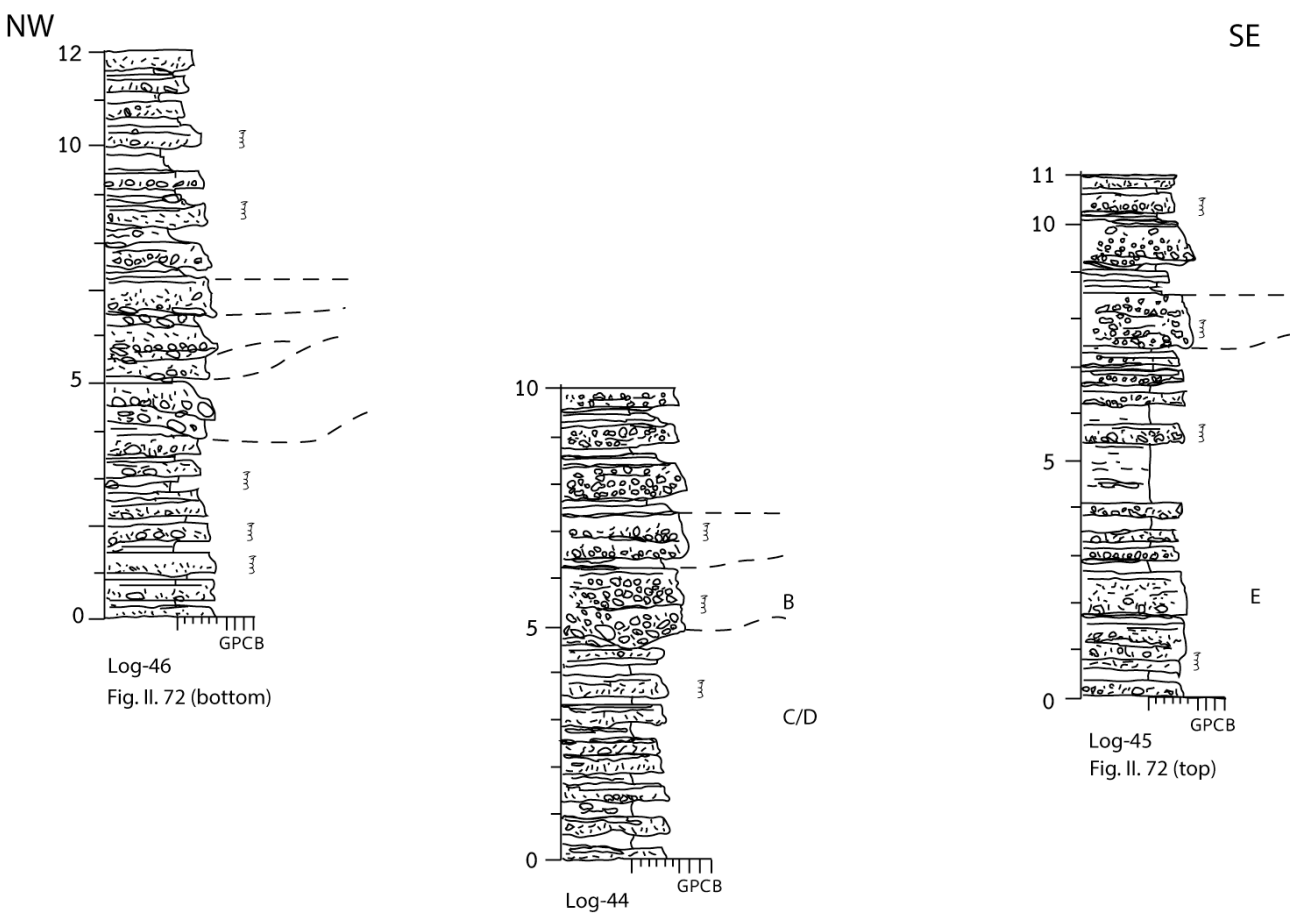 NW
SE
12
10
5
0
GPCB
Log-46
Fig. II. 72 (bottom)
10
5
0
GPCB
Log-44
B
C/D
11
10
5
0
GPCB
Log-45
Fig. II. 72 (top)
E